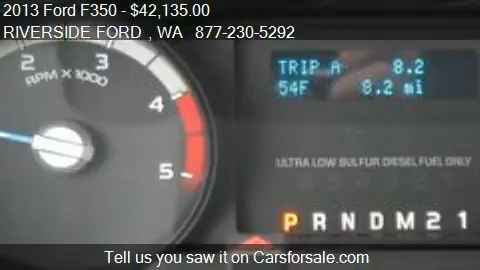 2013 Ford F350 - $42,135.00
RIVERSIDE FORD , WA 877-230-5292
2 3
RPM X 1000
4
5
TRIP A 8.2
54F 8.2 mi
ULTRA LOW SULFUR DIESEL FUEL ONLY
P R N D M 2 1
Tell us you saw it on Carsforsale.com